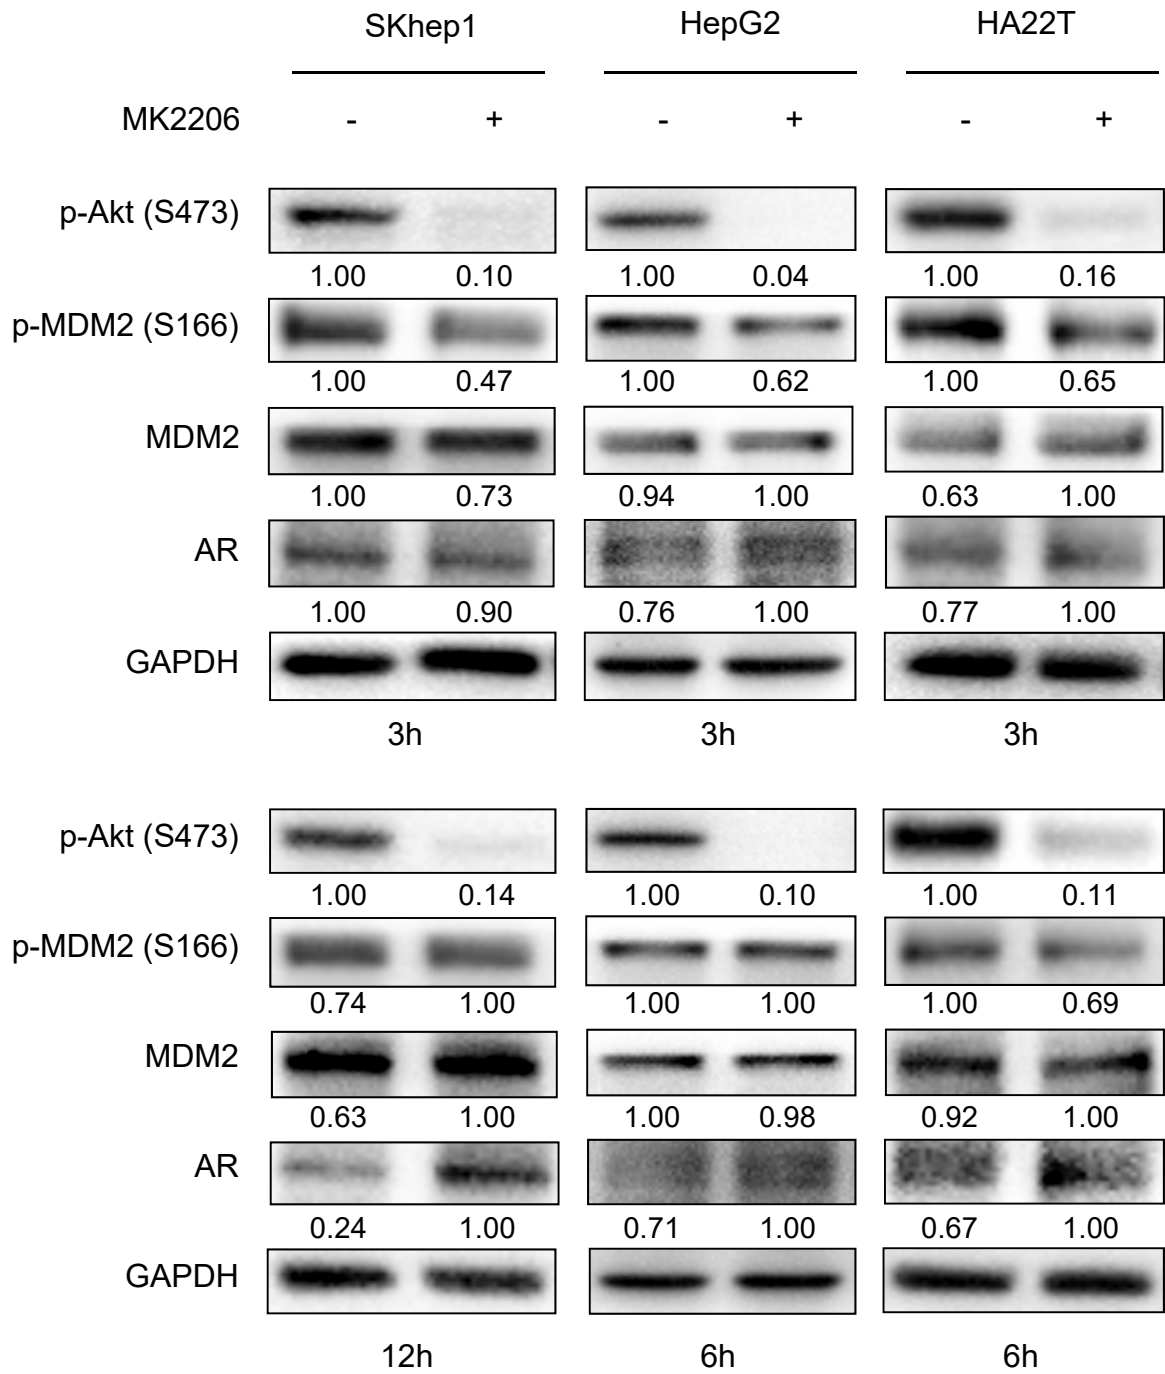 SKhep1 HepG2 HA22T
MK2206 - + - + - +
p-Akt (S473)
1.00 0.10 1.00 0.04 1.00 0.16
p-MDM2 (S166)
1.00 0.47 1.00 0.62 1.00 0.65
MDM2
1.00 0.73 0.94 1.00 0.63 1.00
AR
1.00 0.90 0.76 1.00 0.77 1.00
GAPDH
3h 3h 3h
p-Akt (S473)
1.00 0.14 1.00 0.10 1.00 0.11
p-MDM2 (S166)
0.74 1.00 1.00 1.00 1.00 0.69
MDM2
0.63 1.00 1.00 0.98 0.92 1.00
AR
0.24 1.00 0.71 1.00 0.67 1.00
GAPDH
12h 6h 6h